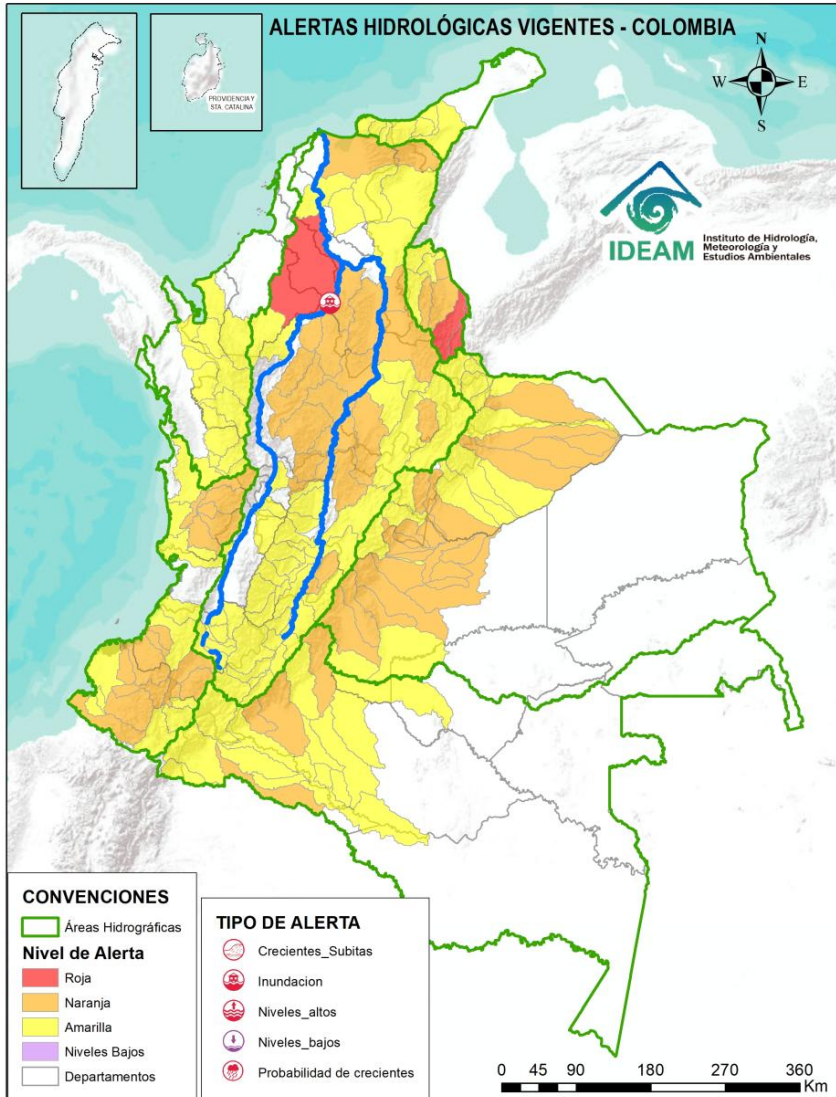 ALERTAS HIDROLÓGICAS VIGENTES - COLOMBIA
PROVIDENCIA Y
STA. CATALINA
N
W
E
S
IDEAM
Instituto de Hidrología,
Meteorología y
Estudios Ambientales
CONVENCIONES
Áreas Hidrográficas
Nivel de Alerta
Roja
Naranja
Amarilla
Niveles Bajos
Departamentos
TIPO DE ALERTA
Crecientes_Subitas
Inundacion
Niveles_altos
Niveles_bajos
Probabilidad de crecientes
0 45 90 180 270 360
Km